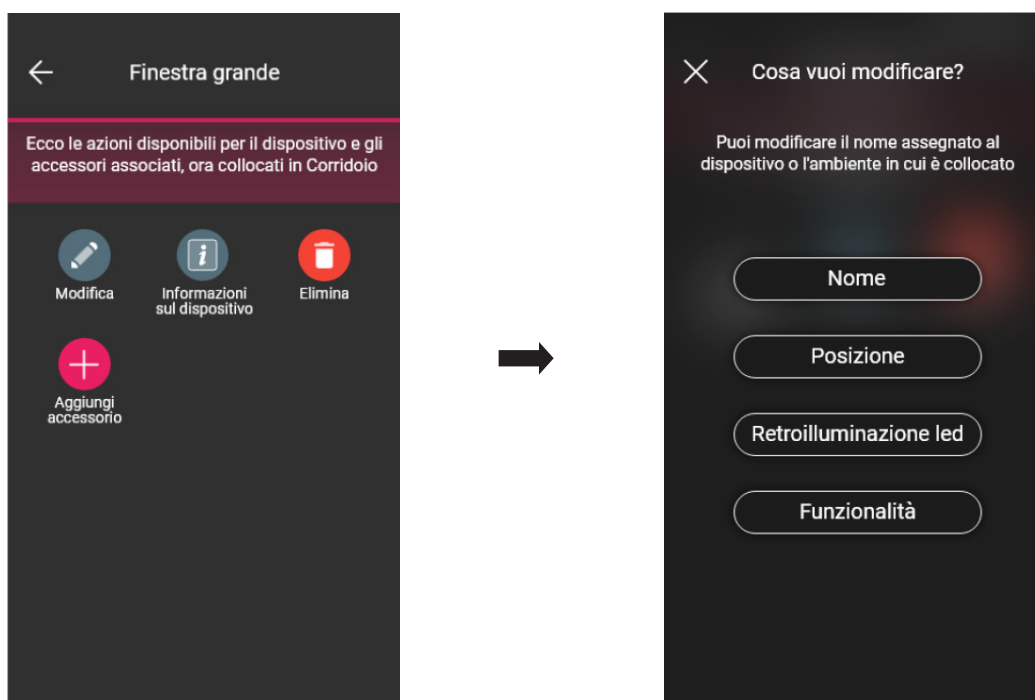 Finestra grande
Ecco le azioni disponibili per il dispositivo e gli
accessori associati, ora collocati in Corridoio
Modifica
Informazioni
sul dispositivo
Elimina
Aggiungi
accessorio
Cosa vuoi modificare?
Puoi modificare il nome assegnato al
dispositivo o l'ambiente in cui è collocato
Nome
Posizione
Retroilluminazione led
Funzionalità